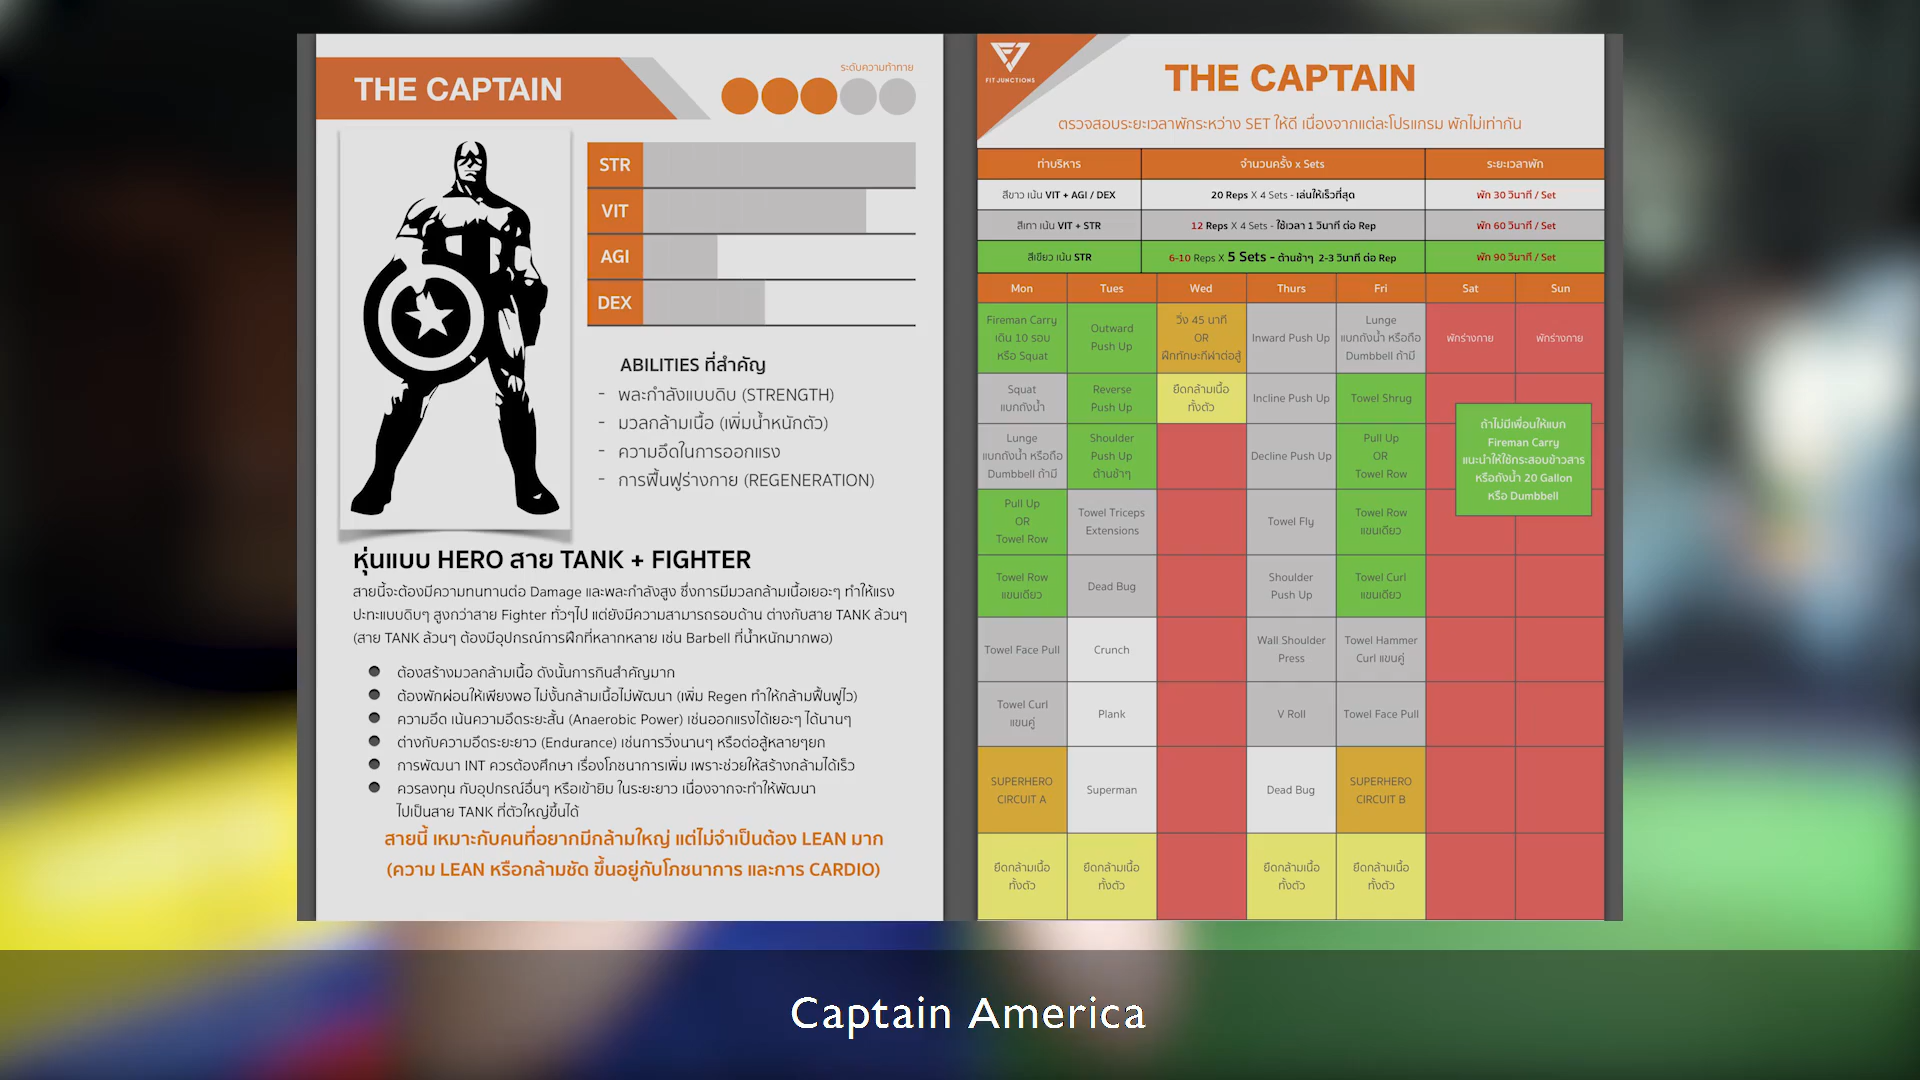 THE CAPTAIN
ระดับความท้าทาย
STR
VIT
AGI
DEX
ABILITIES ที่สำคัญ
- พละกำลังแบบดิบ (STRENGTH)
- มวลกล้ามเนื้อ (เพิ่มน้ำหนักตัว)
- ความอึดในการออกแรง
- การฟื้นฟูร่างกาย (REGENERATION)
หุ่นแบบ HERO สาย TANK + FIGHTER
สายนี้จะต้องมีความทนทานต่อ Damage และพละกำลังสูง ซึ่งการมีมวลกล้ามเนื้อเยอะๆ ทำให้แรง
ปะทะแบบดิบๆ สูงกว่าสาย Fighter ทั่วๆไป แต่ยังมีความสามารถรอบด้าน ต่างกับสาย TANK ล้วนๆ
(สาย TANK ล้วนๆ ต้องมีอุปกรณ์การฝึกที่หลากหลาย เช่น Barbell ที่น้ำหนักมากพอ)
ต้องสร้างมวลกล้ามเนื้อ ดังนั้นการกินสำคัญมาก
ต้องพักผ่อนให้เพียงพอ ไม่งั้นกล้ามเนื้อไม่พัฒนา (เพิ่ม Regen ทำให้กล้ามฟื้นฟูไว)
ความอึด เน้นความอึดระยะสั้น (Anaerobic Power) เช่นออกแรงได้เยอะๆ ได้นานๆ
ต่างกับความอึดระยะยาว (Endurance) เช่นการวิ่งนานๆ หรือต่อสู้หลายๆยก
การพัฒนา INT ควรต้องศึกษา เรื่องโภชนาการเพิ่ม เพราะช่วยให้สร้างกล้ามได้เร็ว
ควรลงทุน กับอุปกรณ์อื่นๆ หรือเข้ายิม ในระยะยาว เนื่องจากจะทำให้พัฒนา
ไปเป็นสาย TANK ที่ตัวใหญ่ขึ้นได้
สายนี้ เหมาะกับคนที่อยากมีกล้ามใหญ่ แต่ไม่จำเป็นต้อง LEAN มาก
(ความ LEAN หรือกล้ามชัด ขึ้นอยู่กับโภชนาการ และการ CARDIO)
FIT JUNCTIONS
THE CAPTAIN
ตรวจสอบระยะเวลาพักระหว่าง SET ให้ดี เนื่องจากแต่ละโปรแกรม พักไม่เท่ากัน
ท่าบริหาร จำนวนครั้ง x Sets ระยะเวลาพัก
สีขาว เน้น VIT + AGI / DEX 20 Reps X 4 Sets - เล่นให้เร็วที่สุด พัก 30 วินาที / Set
สีเทา เน้น VIT + STR 12 Reps X 4 Sets - ใช้เวลา 1 วินาที ต่อ Rep พัก 60 วินาที / Set
สีเขียว เน้น STR 6-10 Reps X 5 Sets - ต้านช้าๆ 2-3 วินาที ต่อ Rep พัก 90 วินาที / Set
Mon Tues Wed Thurs Fri Sat Sun
Fireman Carry
เดิน 10 รอบ
หรือ Squat
Outward
Push Up
วิ่ง 45 นาที
OR
ฝึกทักษะกีฬาต่อสู้
Inward Push Up
Lunge
แบกถังน้ำ หรือถือ
Dumbbell ถ้ามี
พักร่างกาย
พักร่างกาย
Squat
แบกถังน้ำ
Reverse
Push Up
ยืดกล้ามเนื้อ
ทั้งตัว
Incline Push Up
Towel Shrug
Lunge
แบกถังน้ำ หรือถือ
Dumbbell ถ้ามี
Shoulder
Push Up
ต้านช้าๆ
Decline Push Up
Pull Up
OR
Towel Row
ถ้าไม่มีเพื่อนให้แบก
Fireman Carry
แนะนำให้ใช้กระสอบข้าวสาร
หรือถังน้ำ 20 Gallon
หรือ Dumbbell
Pull Up
OR
Towel Row
Towel Triceps
Extensions
Towel Fly
Towel Row
แขนเดียว
Towel Row
แขนเดียว
Dead Bug
Shoulder
Push Up
Towel Curl
แขนเดียว
Towel Face Pull
Crunch
Wall Shoulder
Press
Towel Hammer
Curl แขนคู่
Towel Curl
แขนคู่
Plank
V Roll
Towel Face Pull
SUPERHERO
CIRCUIT A
Superman
Dead Bug
SUPERHERO
CIRCUIT B
ยืดกล้ามเนื้อ
ทั้งตัว
ยืดกล้ามเนื้อ
ทั้งตัว
ยืดกล้ามเนื้อ
ทั้งตัว
ยืดกล้ามเนื้อ
ทั้งตัว
Captain America